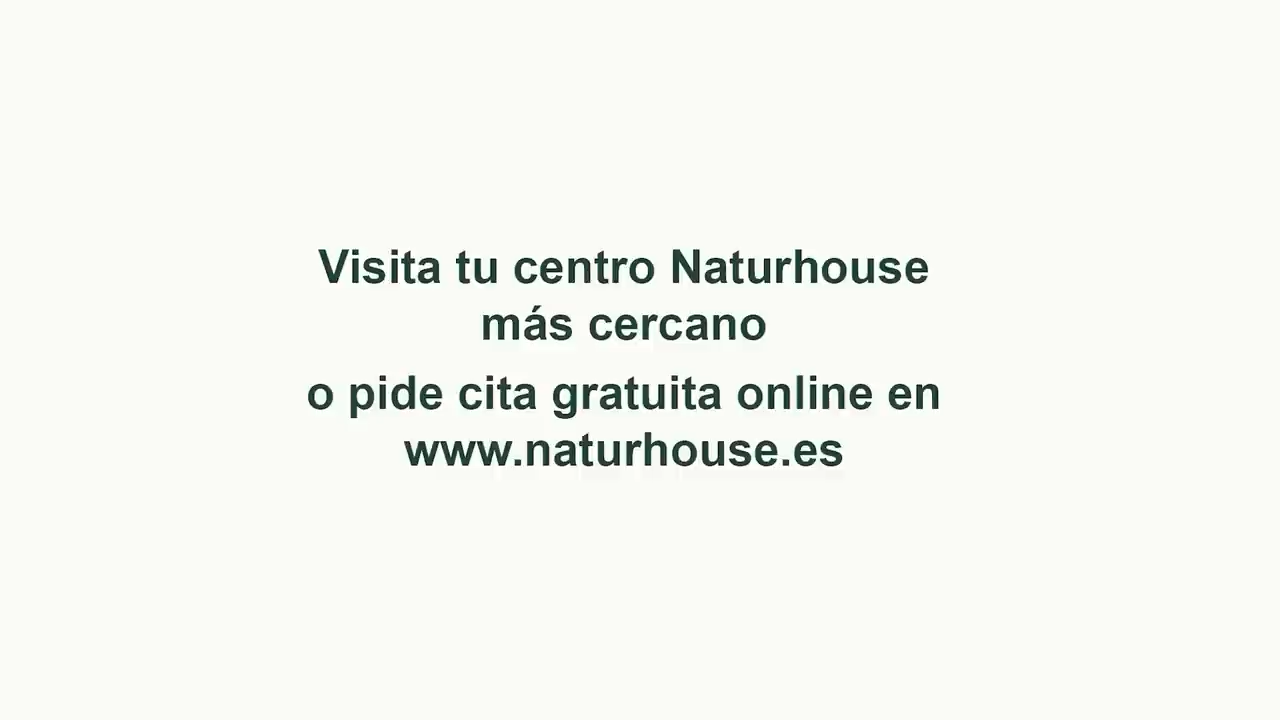 Visita tu centro Naturhouse
más cercano
o pide cita gratuita online en
www.naturhouse.es